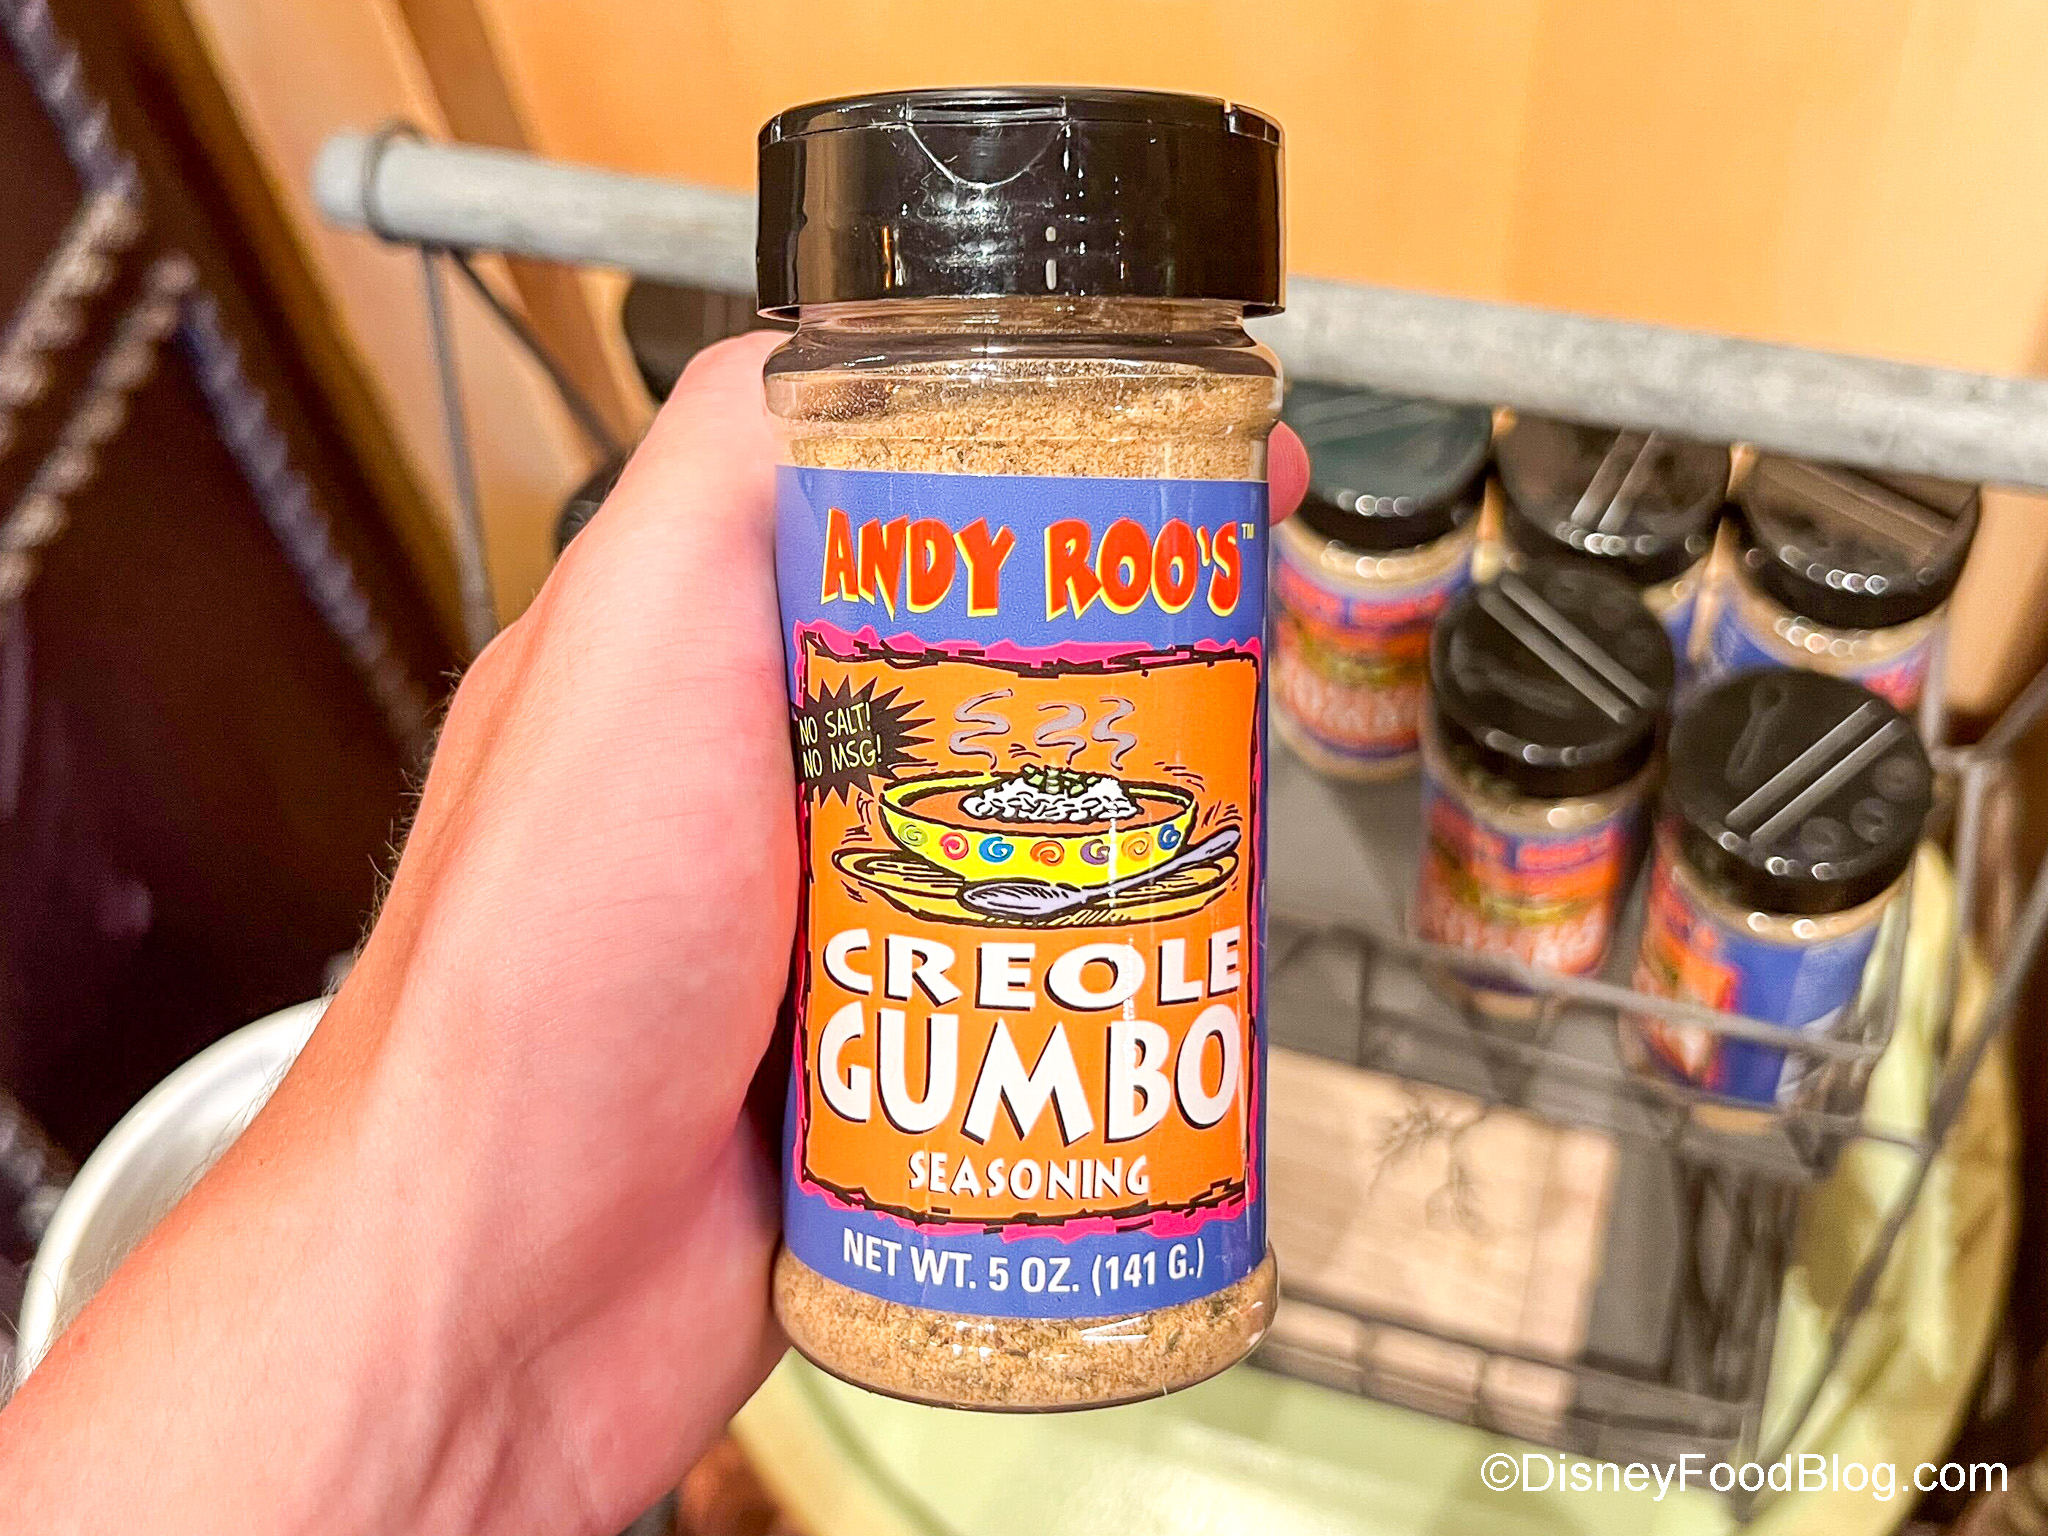 ANDY ROO'S™
NO SALT!
NO MSG!
CREOLE
GUMBO
SEASONING
NET WT. 5 OZ. (141 G.)
©DisneyFoodBlog.com